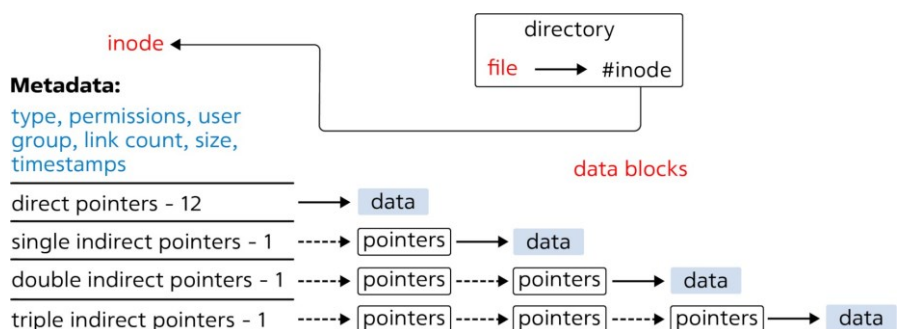 directory
inode
file #inode
Metadata:
type, permissions, user
group, link count, size,
timestamps
data blocks
direct pointers - 12 data
single indirect pointers - 1 pointers data
double indirect pointers - 1 pointers pointers data
triple indirect pointers - 1 pointers pointers pointers data